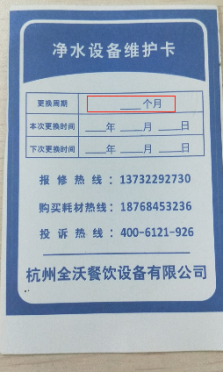 净水设备维护卡
更换周期 ____个月
本次更换时间 ____年____月____日
下次更换时间 ____年____月____日
报修热线：13732292730
购买耗材热线：18768453236
投诉热线：400-6121-926
杭州全沃餐饮设备有限公司